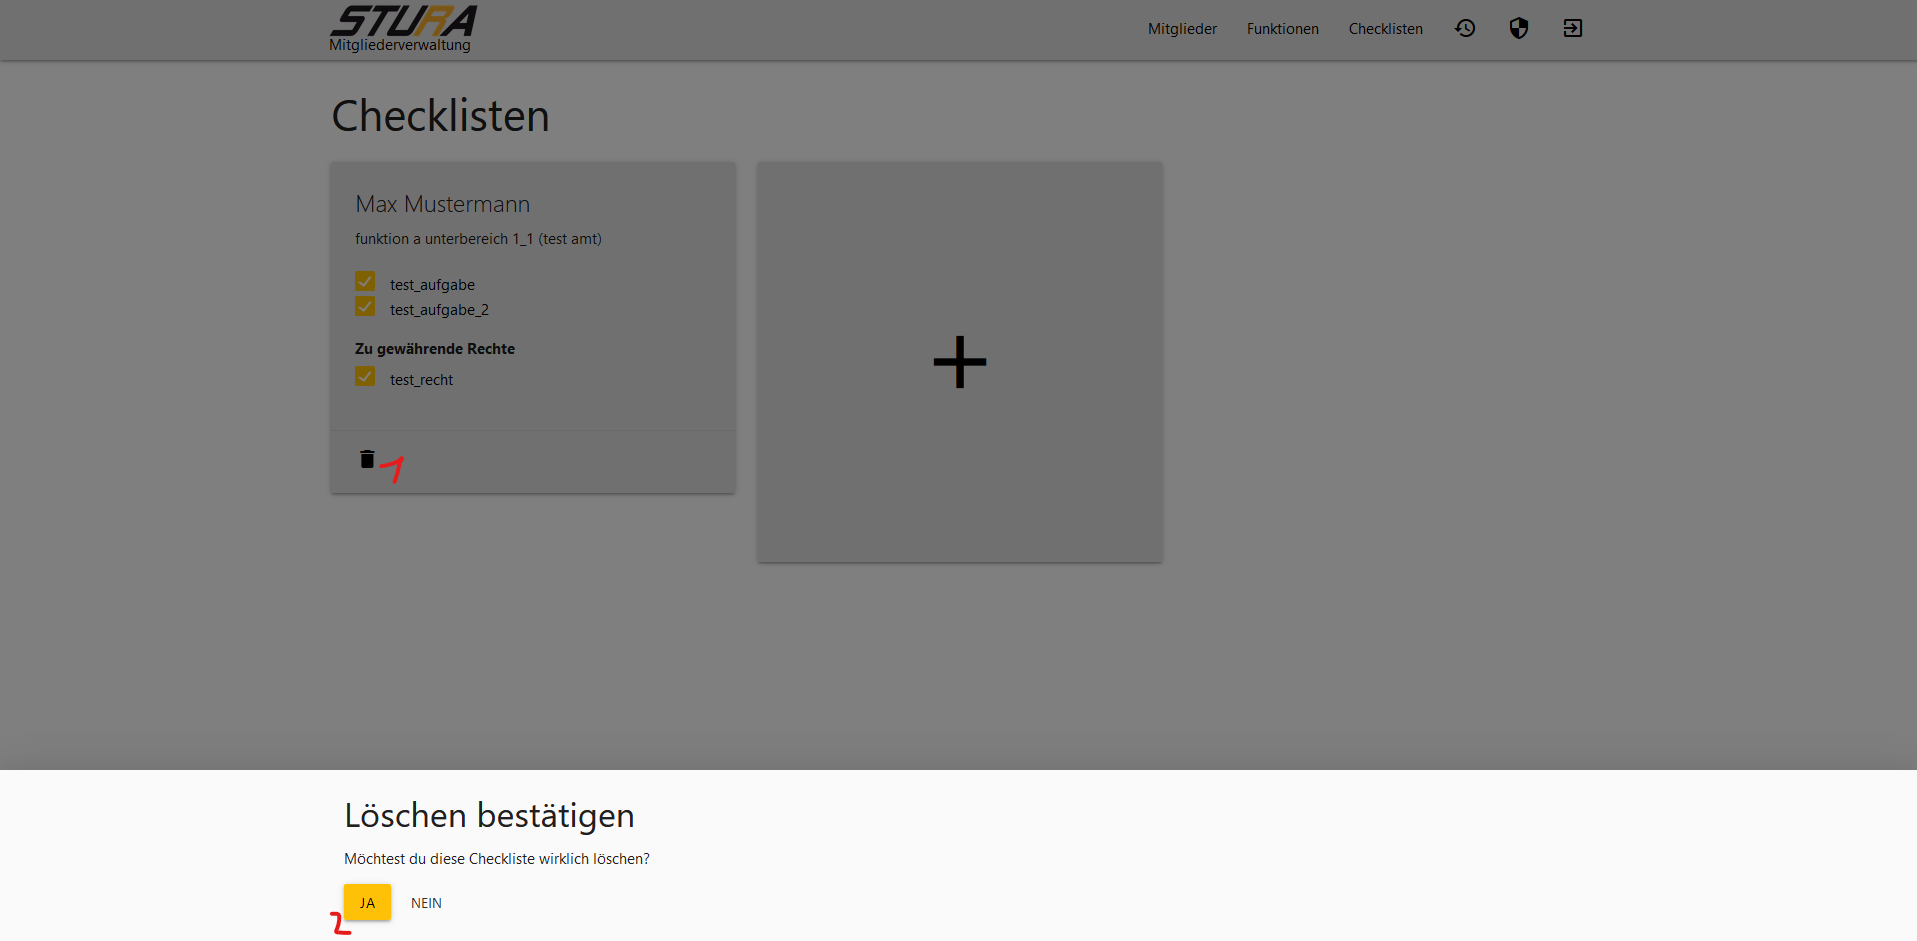 STURA
Mitgliederverwaltung
Mitglieder Funktionen Checklisten
Checklisten
Max Mustermann
funktion a unterbereich 1_1 (test amt)
test_aufgabe
test_aufgabe_2
Zu gewährende Rechte
test_recht
1
Löschen bestätigen
Möchtest du diese Checkliste wirklich löschen?
JA NEIN
2